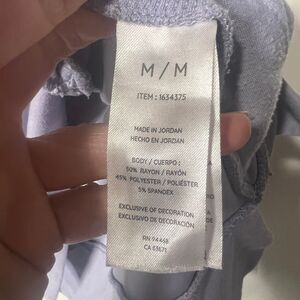 M / M
ITEM : 1634375
MADE IN JORDAN
HECHO EN JORDAN
BODY / CUERPO :
50% RAYON / RAYÓN
45% POLYESTER / POLIÉSTER
5% SPANDEX
EXCLUSIVE OF DECORATION
EXCLUSIVO DE DECORACIÓN
RN 94468
CA 03671